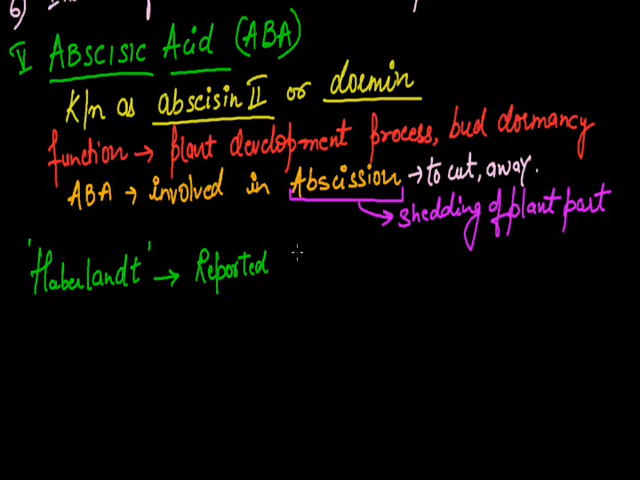 6)
V Abscisic Acid (ABA)
K/n as abscisin II or dormin
function → plant development process, bud dormancy
ABA → involved in Abscission → to cut, away.
→ shedding of plant part
'Haberlandt' → Reported